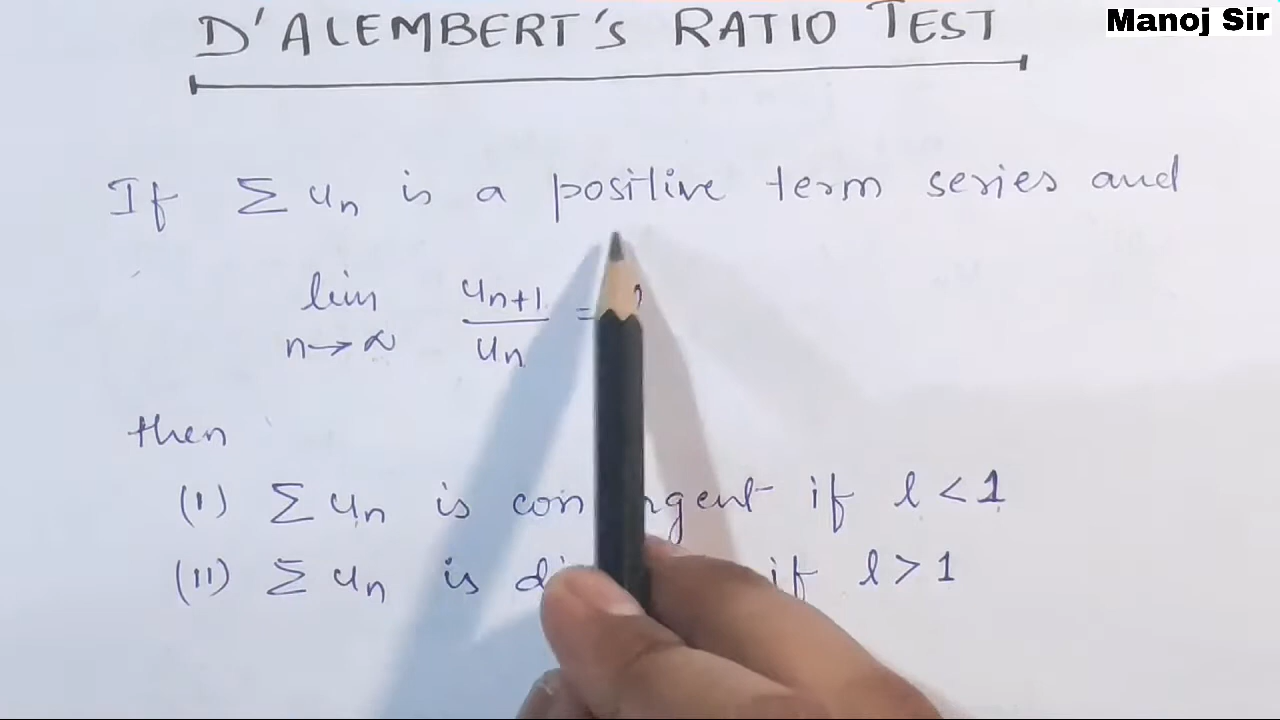 Manoj Sir
D'ALEMBERT'S RATIO TEST
If Σ un is a positive term series and
lim un+1 =
n→∞ un
then
(I) Σ un is con gent if l < 1
(II) Σ un is di if l > 1